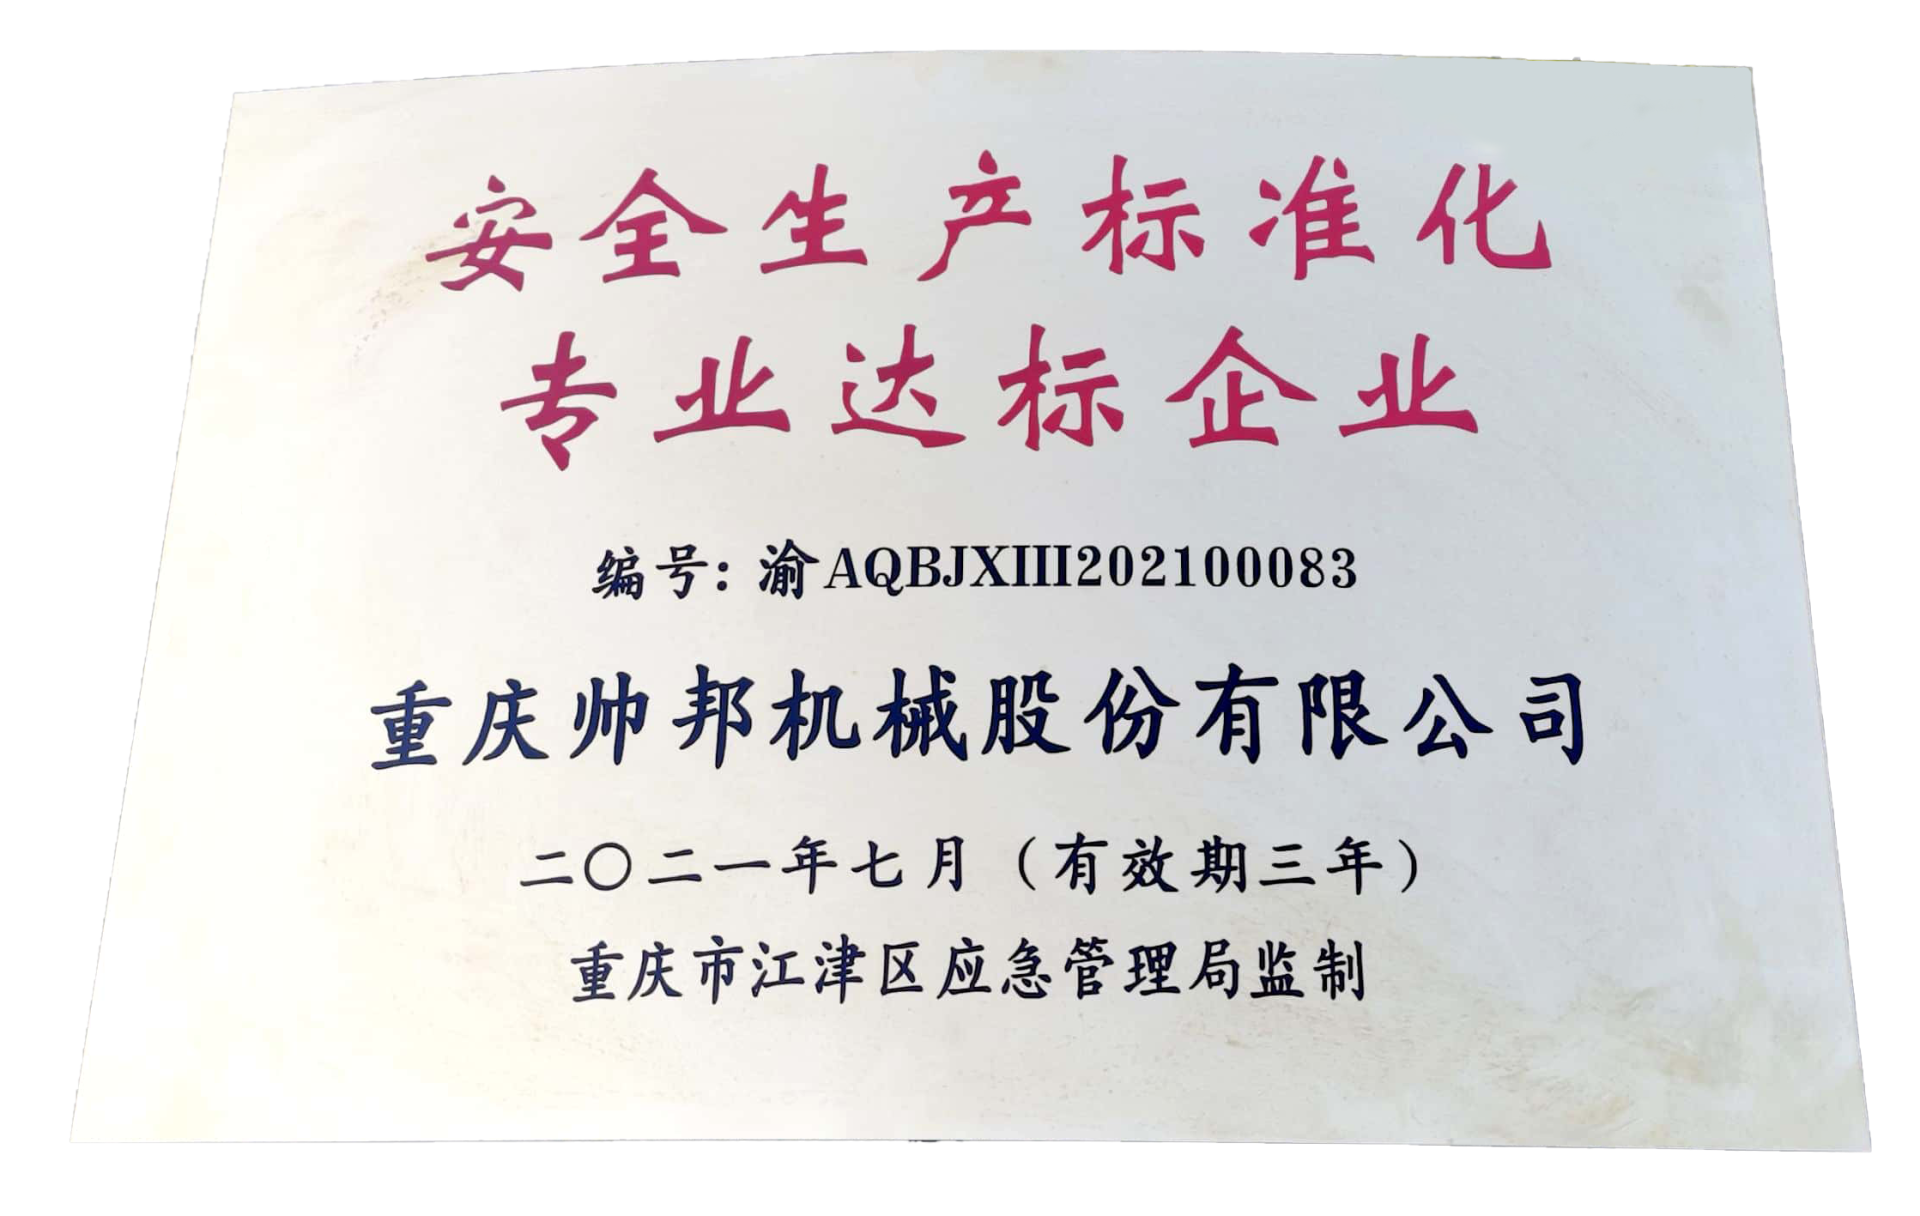 安全生产标准化
专业达标企业
编号：渝AQBJXIII202100083
重庆帅邦机械股份有限公司
二〇二一年七月（有效期三年）
重庆市江津区应急管理局监制